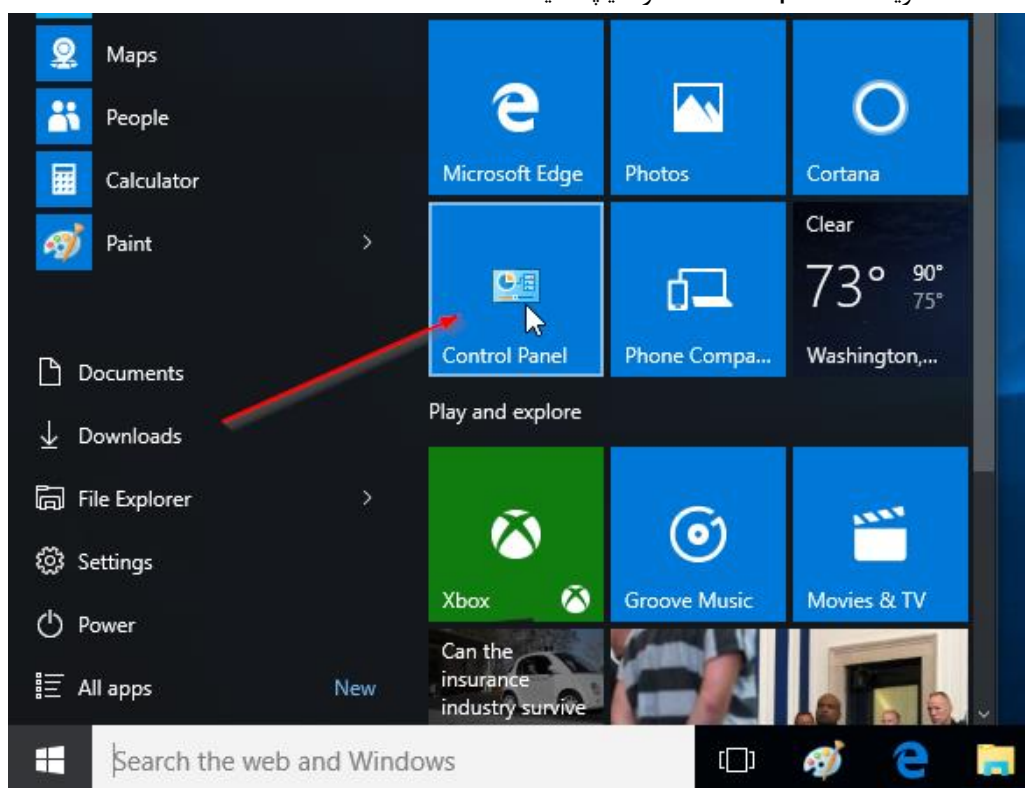 Maps
People
Calculator
Paint
Documents
Downloads
File Explorer
Settings
Power
All apps New
Microsoft Edge
Photos
Cortana
Control Panel
Phone Compa...
Clear
73° 90°
75°
Washington,...
Play and explore
Xbox
Groove Music
Movies & TV
Can the
insurance
industry survive
Search the web and Windows